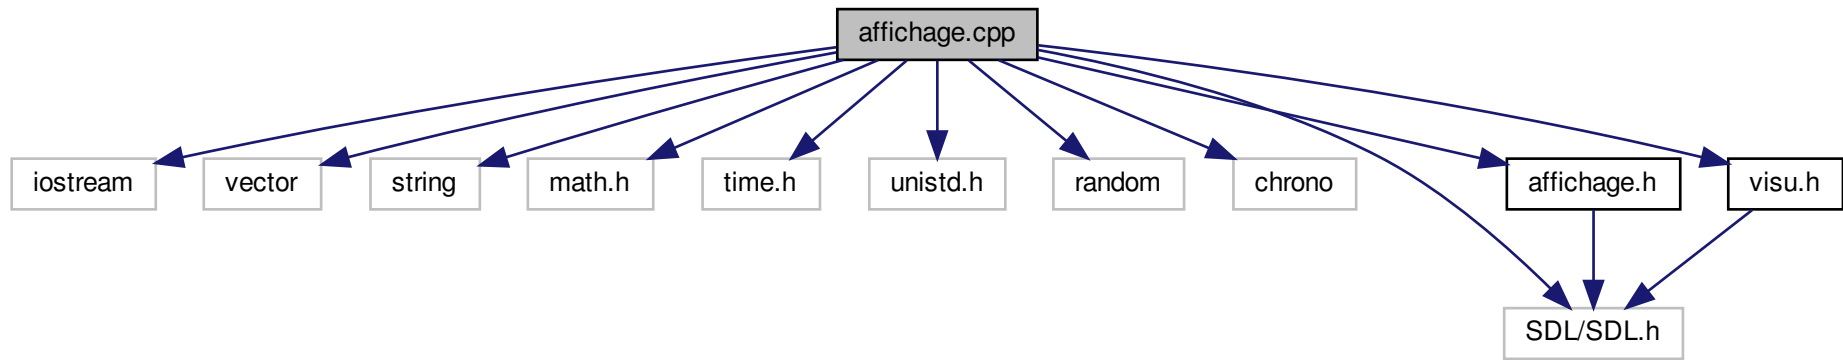 affichage.cpp
iostream
vector
string
math.h
time.h
unistd.h
random
chrono
affichage.h
visu.h
SDL/SDL.h